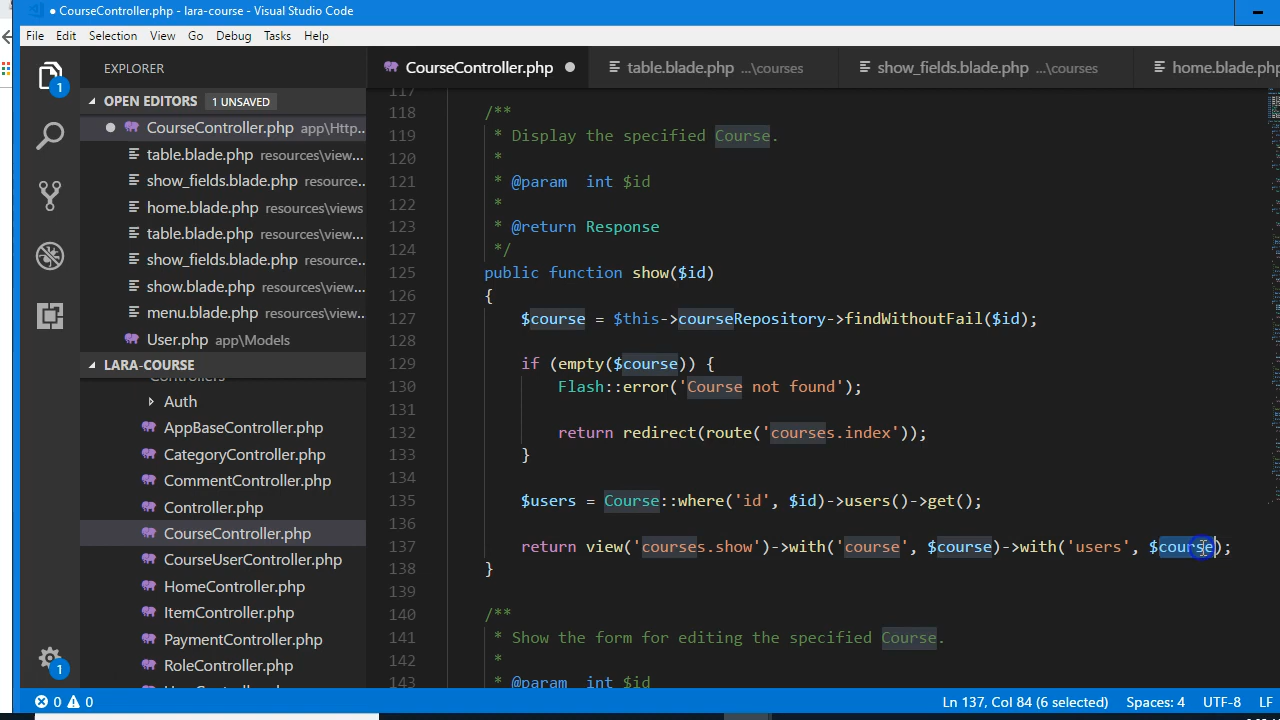 ● CourseController.php - lara-course - Visual Studio Code
File Edit Selection View Go Debug Tasks Help
EXPLORER
OPEN EDITORS 1 UNSAVED
● CourseController.php app\Http...
table.blade.php resources\view...
show_fields.blade.php resource...
home.blade.php resources\views
table.blade.php resources\view...
show_fields.blade.php resource...
show.blade.php resources\view...
menu.blade.php resources\view...
User.php app\Models
LARA-COURSE
Controllers
Auth
AppBaseController.php
CategoryController.php
CommentController.php
Controller.php
CourseController.php
CourseUserController.php
HomeController.php
ItemController.php
PaymentController.php
RoleController.php
CourseController.php ● table.blade.php ...\courses show_fields.blade.php ...\courses home.blade.php
117
118 /**
119 * Display the specified Course.
120 *
121 * @param  int $id
122 *
123 * @return Response
124 */
125 public function show($id)
126 {
127 $course = $this->courseRepository->findWithoutFail($id);
128
129 if (empty($course)) {
130 Flash::error('Course not found');
131
132 return redirect(route('courses.index'));
133 }
134
135 $users = Course::where('id', $id)->users()->get();
136
137 return view('courses.show')->with('course', $course)->with('users', $course);
138 }
139
140 /**
141 * Show the form for editing the specified Course.
142 *
143 * @param  int $id
1
1
0 0 Ln 137, Col 84 (6 selected) Spaces: 4 UTF-8 LF